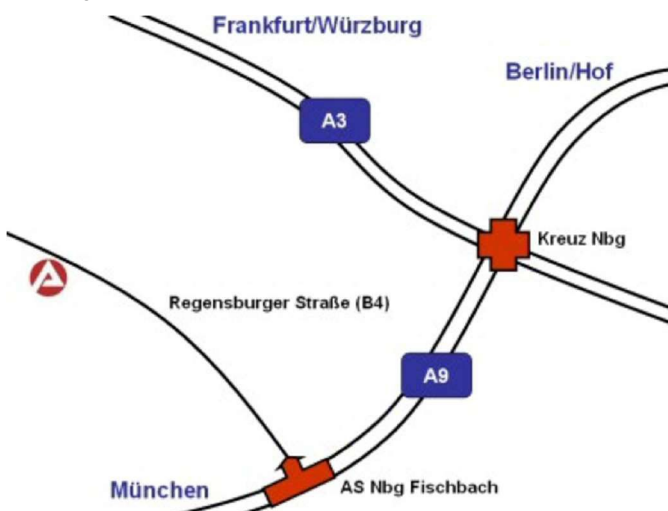 Frankfurt/Würzburg
Berlin/Hof
A3
Kreuz Nbg
Regensburger Straße (B4)
A9
München
AS Nbg Fischbach